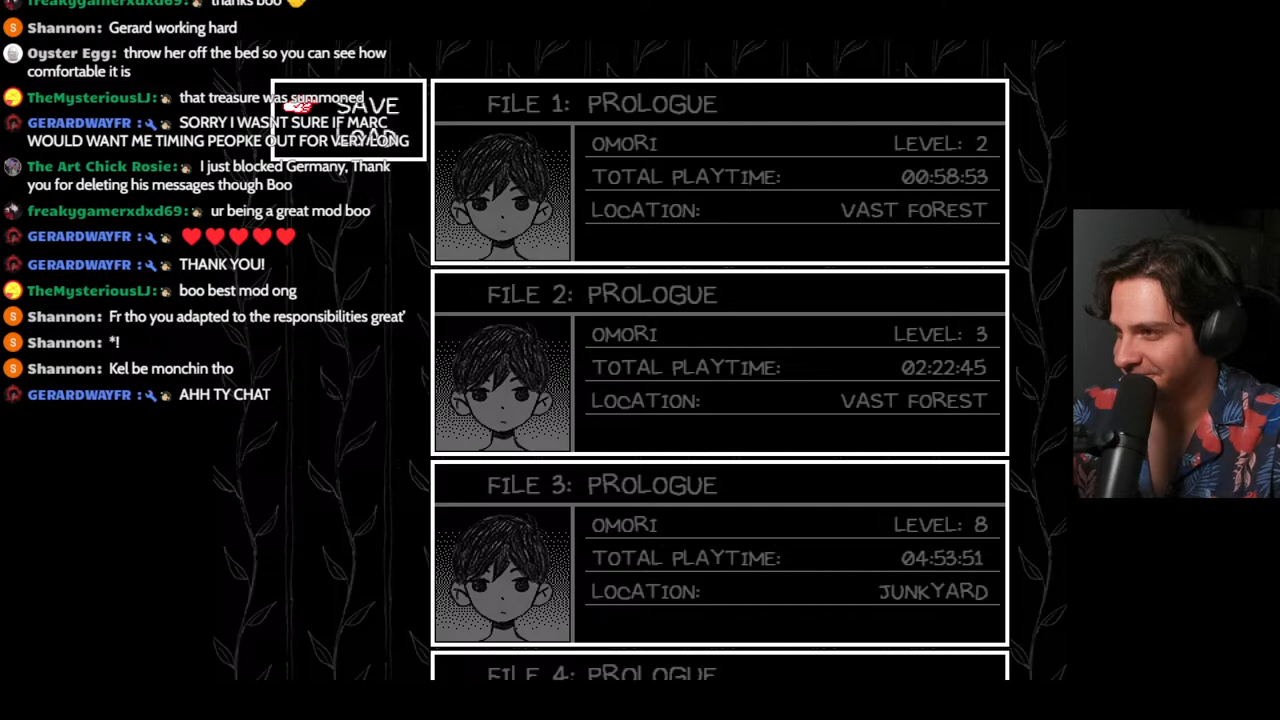 freakygamerxdxd69: thanks boo
S Shannon: Gerard working hard
Oyster Egg: throw her off the bed so you can see how
comfortable it is
TheMysteriousLJ: that treasure was summoned
GERARDWAYFR : SORRY I WASNT SURE IF MARC
WOULD WANT ME TIMING PEOPKE OUT FOR VERY LONG
The Art Chick Rosie: I just blocked Germany, Thank
you for deleting his messages though Boo
freakygamerxdxd69: ur being a great mod boo
GERARDWAYFR : ❤❤❤❤❤
GERARDWAYFR : THANK YOU!
TheMysteriousLJ: boo best mod ong
S Shannon: Fr tho you adapted to the responsibilities great'
S Shannon: *!
S Shannon: Kel be monchin tho
GERARDWAYFR : AHH TY CHAT
SAVE
LOAD
FILE 1: PROLOGUE
OMORI LEVEL: 2
TOTAL PLAYTIME: 00:58:53
LOCATION: VAST FOREST
FILE 2: PROLOGUE
OMORI LEVEL: 3
TOTAL PLAYTIME: 02:22:45
LOCATION: VAST FOREST
FILE 3: PROLOGUE
OMORI LEVEL: 8
TOTAL PLAYTIME: 04:53:51
LOCATION: JUNKYARD
FILE 4: PROLOGUE